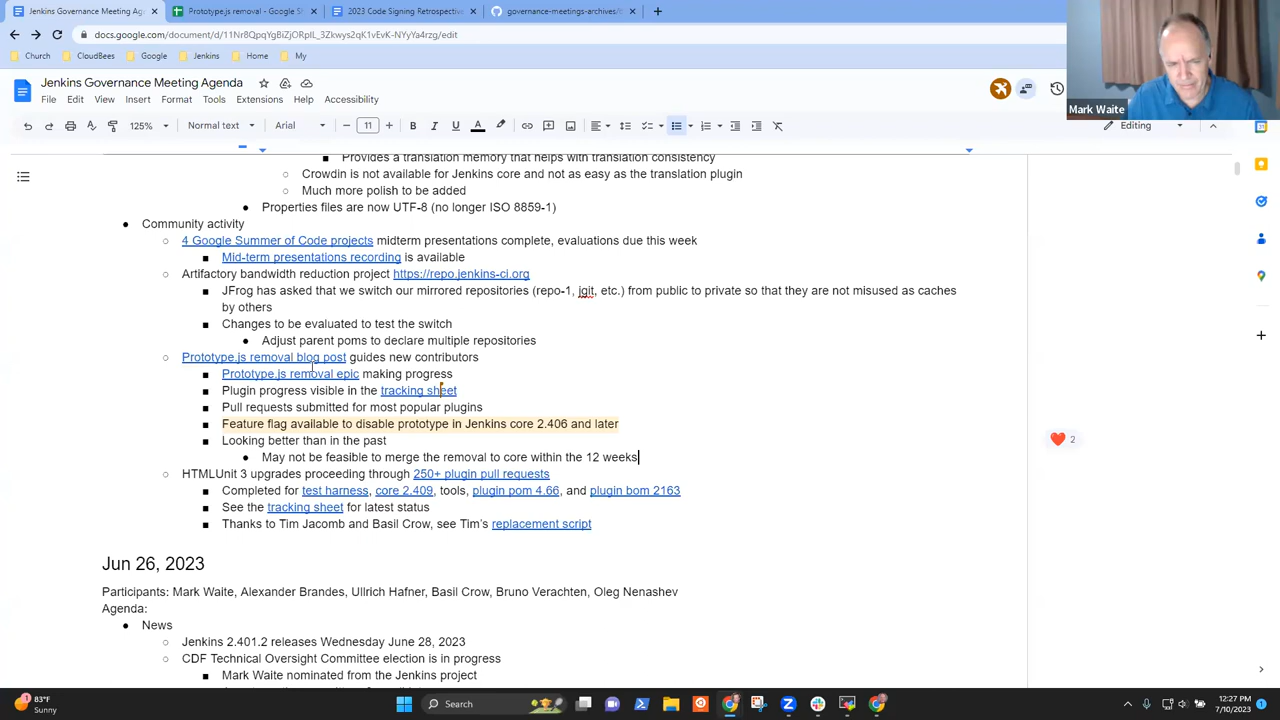 Jenkins Governance Meeting Agenda
Prototype.js removal - Google S
2023 Code Signing Retrospective
governance-meetings-archives/
docs.google.com/document/d/11Nr8QpqYgBiZjORpIL_3Zkwys2qK1vEvK-NYyYa4rzg/edit
Church
CloudBees
Google
Jenkins
Home
My
Mark Waite
Jenkins Governance Meeting Agenda
File Edit View Insert Format Tools Extensions Help Accessibility
125%
Normal text
Arial
11
Editing
Provides a translation memory that helps with translation consistency
Crowdin is not available for Jenkins core and not as easy as the translation plugin
Much more polish to be added
Properties files are now UTF-8 (no longer ISO 8859-1)
Community activity
4 Google Summer of Code projects midterm presentations complete, evaluations due this week
Mid-term presentations recording is available
Artifactory bandwidth reduction project https://repo.jenkins-ci.org
JFrog has asked that we switch our mirrored repositories (repo-1, jgit, etc.) from public to private so that they are not misused as caches
by others
Changes to be evaluated to test the switch
Adjust parent poms to declare multiple repositories
Prototype.js removal blog post guides new contributors
Prototype.js removal epic making progress
Plugin progress visible in the tracking sheet
Pull requests submitted for most popular plugins
Feature flag available to disable prototype in Jenkins core 2.406 and later
Looking better than in the past
May not be feasible to merge the removal to core within the 12 weeks
2
HTMLUnit 3 upgrades proceeding through 250+ plugin pull requests
Completed for test harness, core 2.409, tools, plugin pom 4.66, and plugin bom 2163
See the tracking sheet for latest status
Thanks to Tim Jacomb and Basil Crow, see Tim's replacement script
Jun 26, 2023
Participants: Mark Waite, Alexander Brandes, Ullrich Hafner, Basil Crow, Bruno Verachten, Oleg Nenashev
Agenda:
News
Jenkins 2.401.2 releases Wednesday June 28, 2023
CDF Technical Oversight Committee election is in progress
Mark Waite nominated from the Jenkins project
83°F
Sunny
Search
12:27 PM
7/10/2023